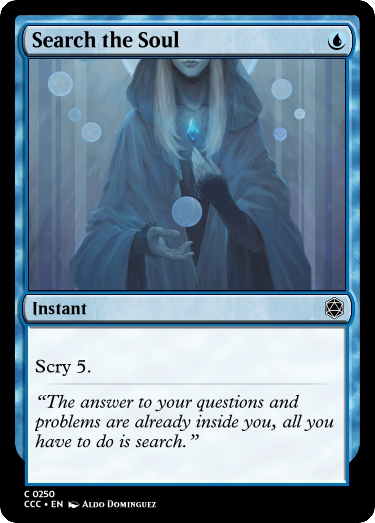 Search the Soul
Instant
Scry 5.
“The answer to your questions and
problems are already inside you, all you
have to do is search.”
C 0250
CCC • EN Aldo Dominguez